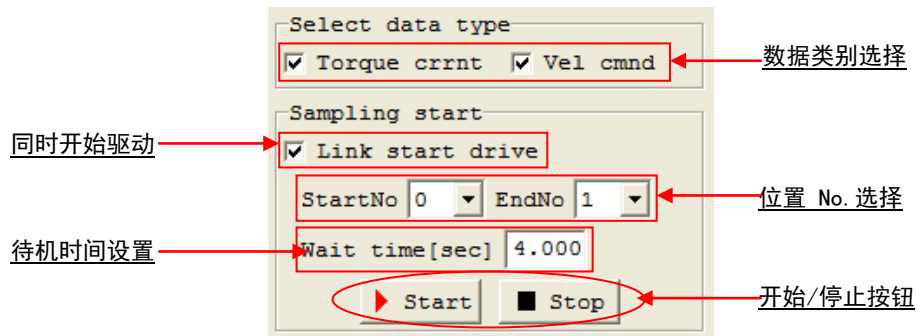 Select data type
Torque crrnt Vel cmnd
数据类别选择
Sampling start
同时开始驱动
Link start drive
StartNo 0 EndNo 1
位置 No.选择
待机时间设置
Wait time[sec] 4.000
Start Stop
开始/停止按钮